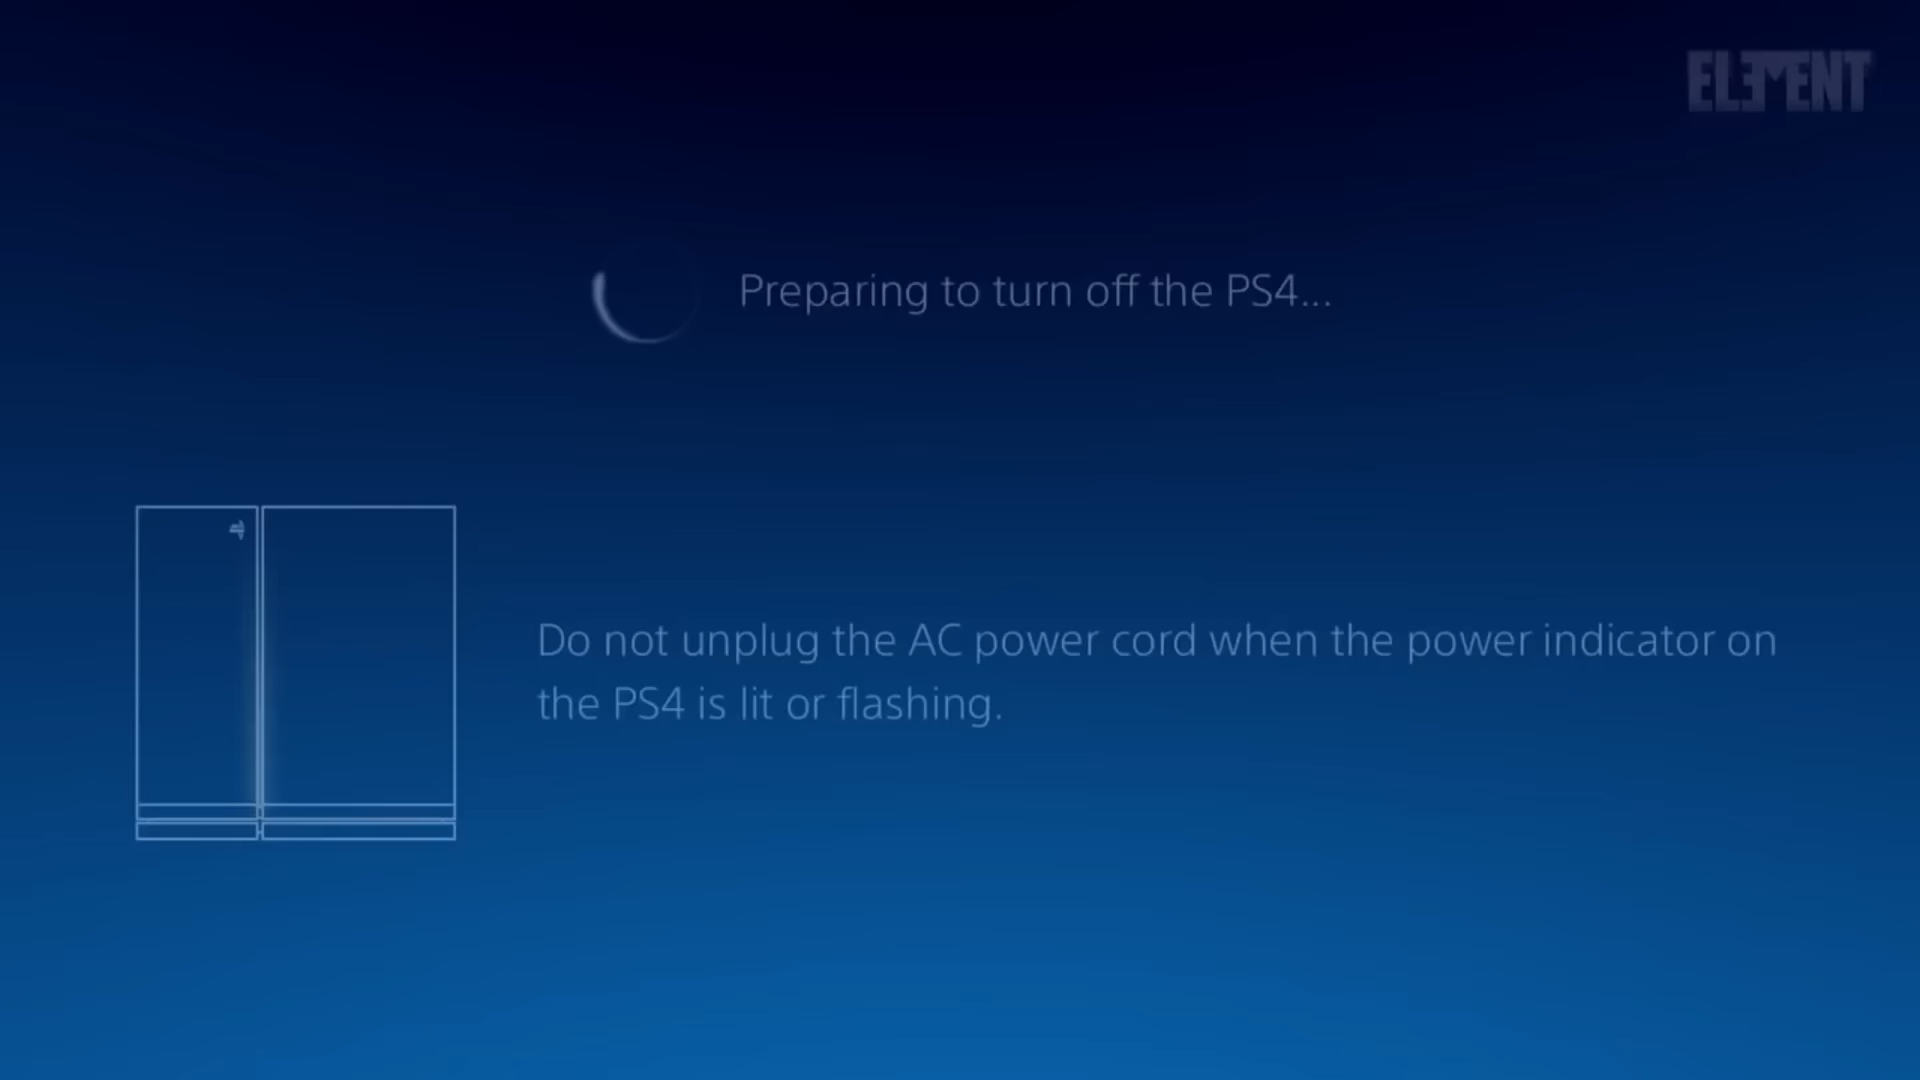 ELEMENT
Preparing to turn off the PS4...
Do not unplug the AC power cord when the power indicator on
the PS4 is lit or flashing.